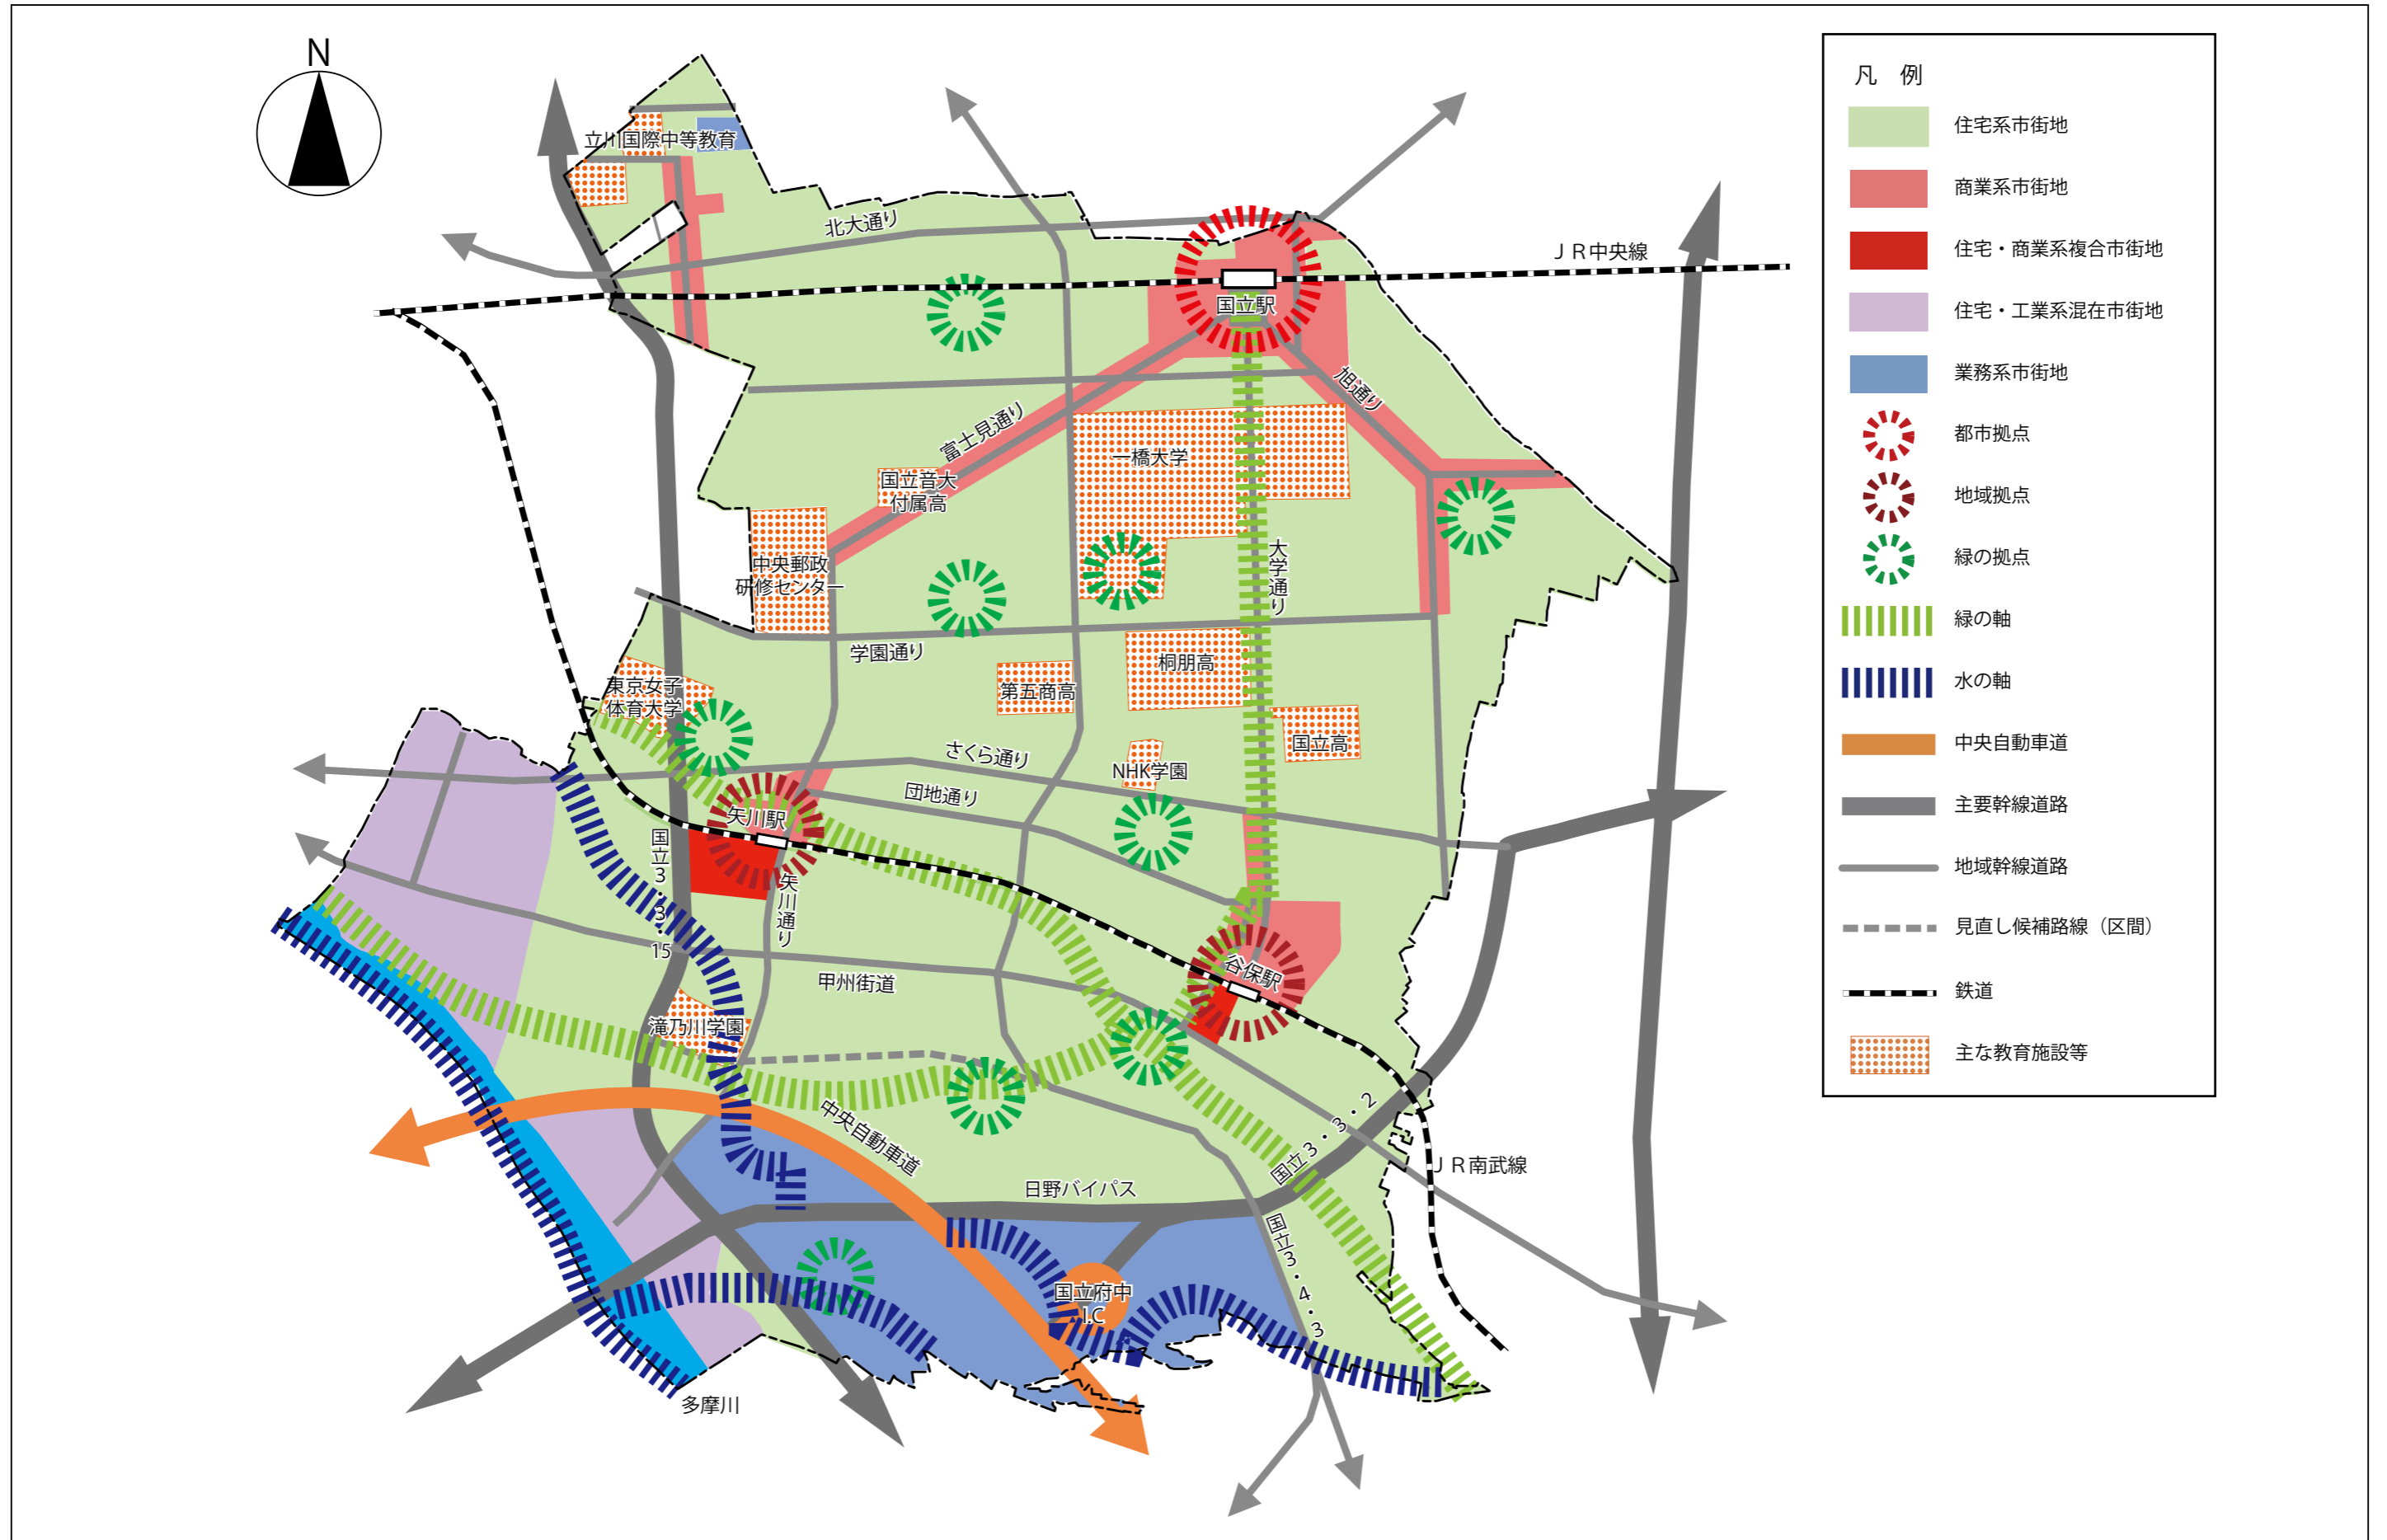 N
立川国際中等教育
北大通り
ＪＲ中央線
国立駅
旭通り
富士見通り
一橋大学
国立音大
付属高
中央郵政
研修センター
大学通り
学園通り
桐朋高
第五商高
東京女子
体育大学
国立高
さくら通り
NHK学園
団地通り
矢川駅
国立3・3・15
矢川通り
谷保駅
甲州街道
滝乃川学園
中央自動車道
国立3・3・2
ＪＲ南武線
日野バイパス
国立3・4・3
国立府中
I.C
多摩川
凡　例
住宅系市街地
商業系市街地
住宅・商業系複合市街地
住宅・工業系混在市街地
業務系市街地
都市拠点
地域拠点
緑の拠点
緑の軸
水の軸
中央自動車道
主要幹線道路
地域幹線道路
見直し候補路線（区間）
鉄道
主な教育施設等